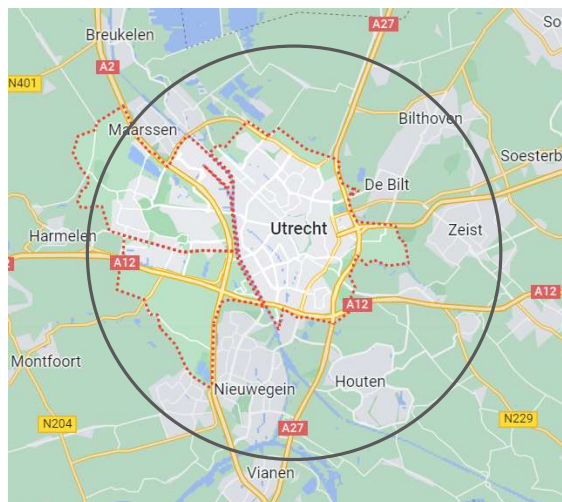 A27
Breukelen
Soe
A2
N401
Bilthoven
Maarssen
Soesterb
De Bilt
Utrecht
Harmelen
Zeist
A12
A12
A12
Montfoort
Houten
Nieuwegein
N229
N204
A27
Vianen